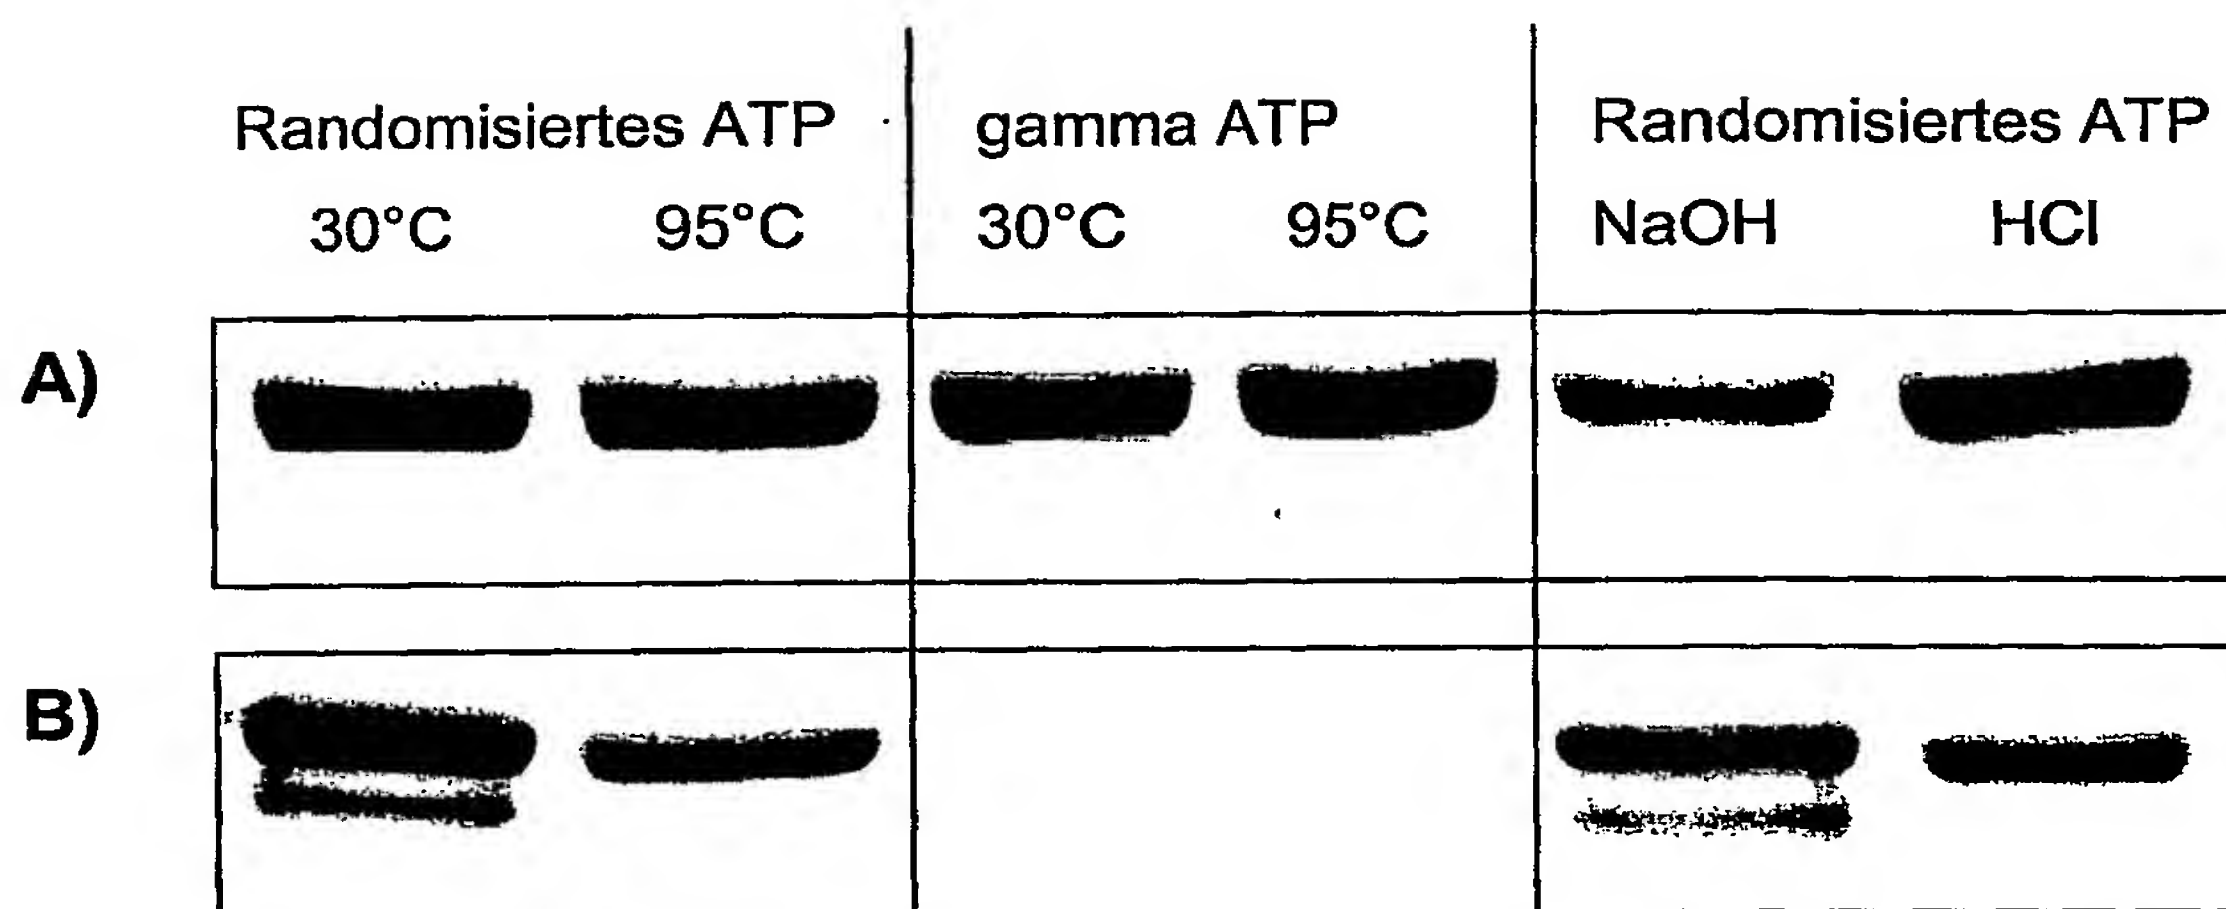 Randomisiertes ATP gamma ATP Randomisiertes ATP
30°C 95°C 30°C 95°C NaOH HCl
A)
B)